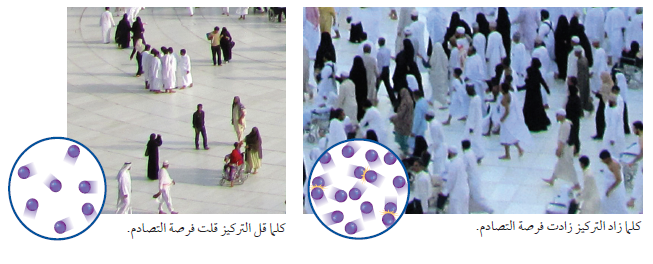 كلما زاد التركيز زادت فرصة التصادم.
كلما قل التركيز قلت فرصة التصادم.